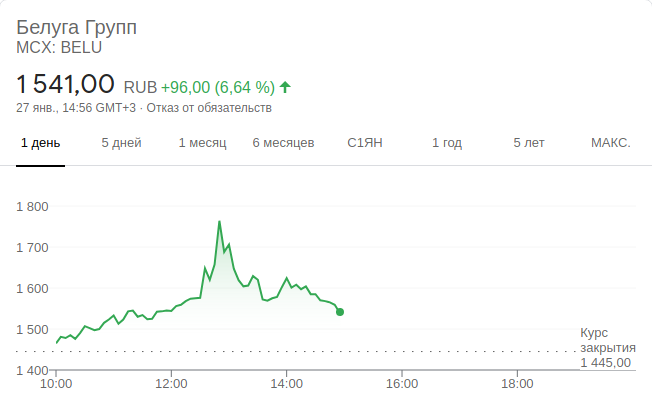 Белуга Групп
MCX: BELU
1 541,00 RUB +96,00 (6,64 %)
27 янв., 14:56 GMT+3 · Отказ от обязательств
1 день 5 дней 1 месяц 6 месяцев С1ЯН 1 год 5 лет МАКС.
1 800
1 700
1 600
1 500
1 400
Курс
закрытия
1 445,00
10:00 12:00 14:00 16:00 18:00